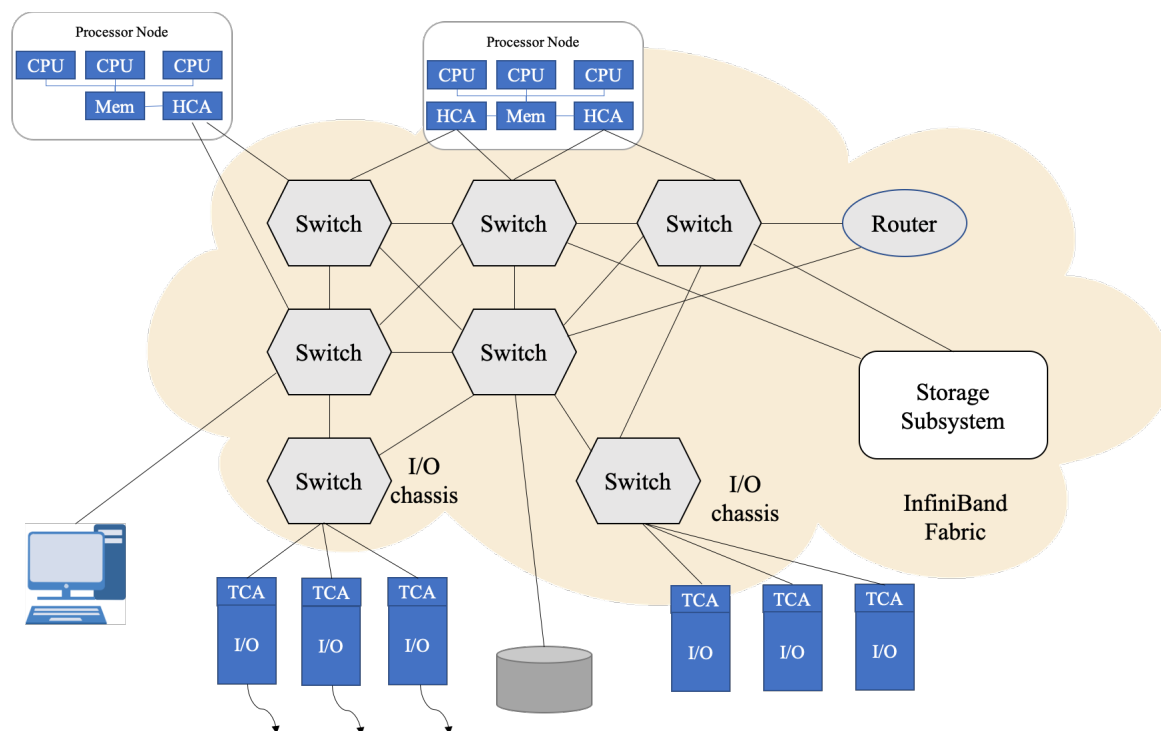 Processor Node
CPU CPU CPU
Mem HCA
Processor Node
CPU CPU CPU
HCA Mem HCA
Switch Switch Switch Router
Switch Switch
Storage
Subsystem
Switch
I/O
chassis
Switch
I/O
chassis
InfiniBand
Fabric
TCA TCA TCA
I/O I/O I/O
TCA TCA TCA
I/O I/O I/O